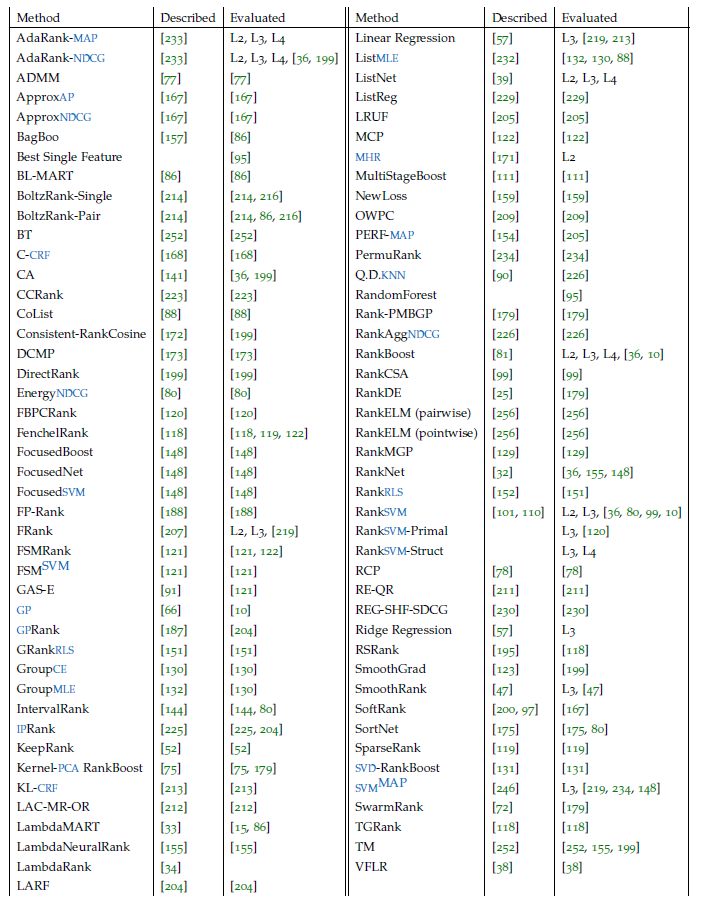 Method Described Evaluated Method Described Evaluated
AdaRank-MAP [233] L2, L3, L4 Linear Regression [57] L3, [219, 213]
AdaRank-NDCG [233] L2, L3, L4, [36, 199] ListMLE [232] [132, 130, 88]
ADMM [77] [77] ListNet [39] L2, L3, L4
ApproxAP [167] [167] ListReg [229] [229]
ApproxNDCG [167] [167] LRUF [205] [205]
BagBoo [157] [86] MCP [122] [122]
Best Single Feature [95] MHR [171] L2
BL-MART [86] [86] MultiStageBoost [111] [111]
BoltzRank-Single [214] [214, 216] NewLoss [159] [159]
BoltzRank-Pair [214] [214, 86, 216] OWPC [209] [209]
BT [252] [252] PERF-MAP [154] [205]
C-CRF [168] [168] PermuRank [234] [234]
CA [141] [36, 199] Q.D.KNN [90] [226]
CCRank [223] [223] RandomForest [95]
CoList [88] [88] Rank-PMBGP [179] [179]
Consistent-RankCosine [172] [199] RankAggNDCG [226] [226]
DCMP [173] [173] RankBoost [81] L2, L3, L4, [36, 10]
DirectRank [199] [199] RankCSA [99] [99]
EnergyNDCG [80] [80] RankDE [25] [179]
FBPCRank [120] [120] RankELM (pairwise) [256] [256]
FenchelRank [118] [118, 119, 122] RankELM (pointwise) [256] [256]
FocusedBoost [148] [148] RankMGP [129] [129]
FocusedNet [148] [148] RankNet [32] [36, 155, 148]
FocusedSVM [148] [148] RankRLS [152] [151]
FP-Rank [188] [188] RankSVM [101, 110] L2, L3, [36, 80, 99, 10]
FRank [207] L2, L3, [219] RankSVM-Primal L3, [120]
FSMRank [121] [121, 122] RankSVM-Struct L3, L4
FSMSVM [121] [121] RCP [78] [78]
GAS-E [91] [121] RE-QR [211] [211]
GP [66] [10] REG-SHF-SDCG [230] [230]
GPRank [187] [204] Ridge Regression [57] L3
GRankRLS [151] [151] RSRank [195] [118]
GroupCE [130] [130] SmoothGrad [123] [199]
GroupMLE [132] [130] SmoothRank [47] L3, [47]
IntervalRank [144] [144, 80] SoftRank [200, 97] [167]
IPRank [225] [225, 204] SortNet [175] [175, 80]
KeepRank [52] [52] SparseRank [119] [119]
Kernel-PCA RankBoost [75] [75, 179] SVD-RankBoost [131] [131]
KL-CRF [213] [213] SVMMAP [246] L3, [219, 234, 148]
LAC-MR-OR [212] [212] SwarmRank [72] [179]
LambdaMART [33] [15, 86] TGRank [118] [118]
LambdaNeuralRank [155] [155] TM [252] [252, 155, 199]
LambdaRank [34] VFLR [38] [38]
LARF [204] [204]